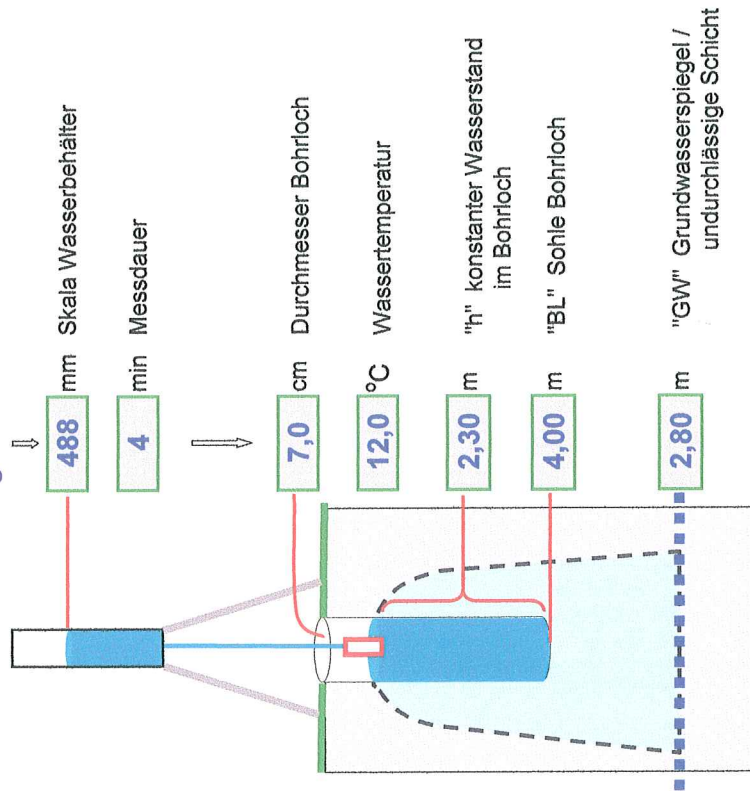 488 mm Skala Wasserbehälter
4 min Messdauer
7,0 cm Durchmesser Bohrloch
12,0 °C Wassertemperatur
2,30 m "h" konstanter Wasserstand
im Bohrloch
4,00 m "BL" Sohle Bohrloch
2,80 m "GW" Grundwasserspiegel /
undurchlässige Schicht